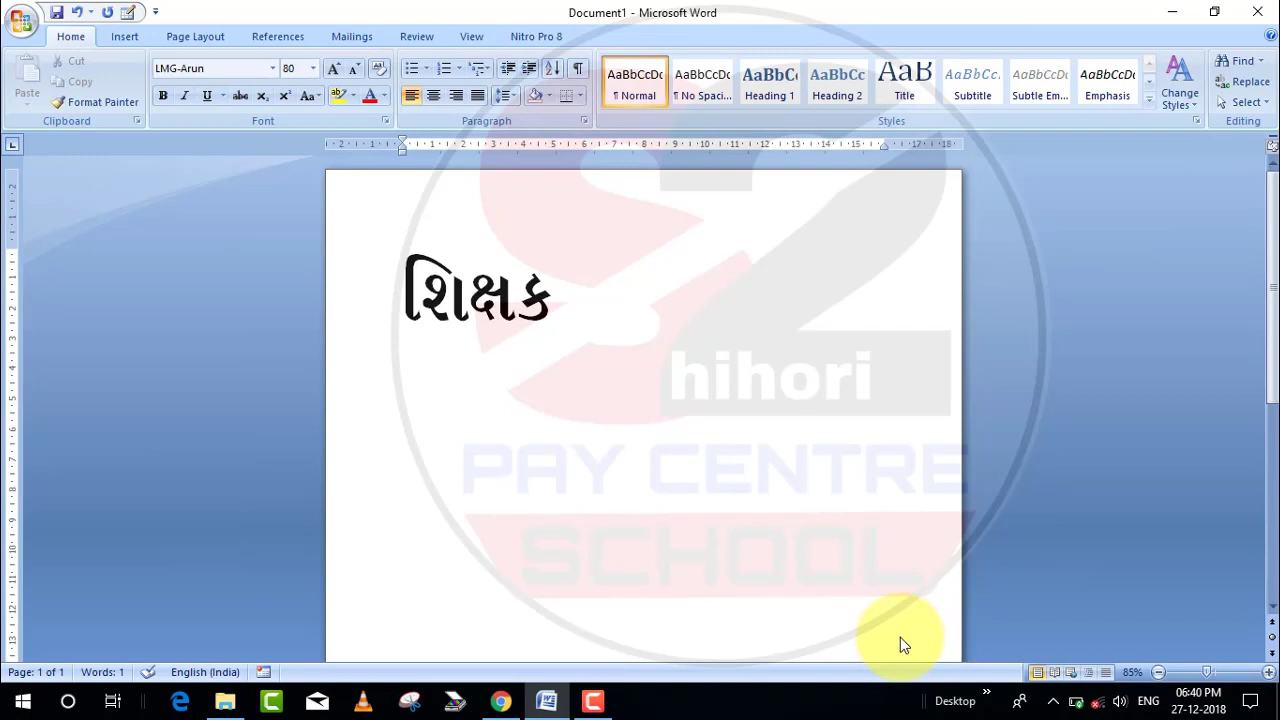 Document1 - Microsoft Word
Home Insert Page Layout References Mailings Review View Nitro Pro 8
Paste
Cut
Copy
Format Painter
Clipboard
LMG-Arun 80
Font
Paragraph
AaBbCcDc AaBbCcDc AaBbC AaBbCc AaB AaBbCc. AaBbCcDc AaBbCcDc
¶ Normal ¶ No Spaci... Heading 1 Heading 2 Title Subtitle Subtle Em... Emphasis
Change Styles
Styles
Find
Replace
Select
Editing
શિક્ષક
hihori
PAY CENTRE
SCHOOL
Page: 1 of 1 Words: 1 English (India) 85%
Desktop ENG 06:40 PM
27-12-2018